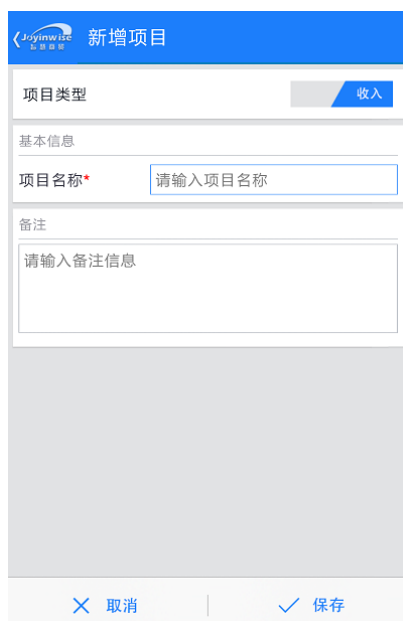 Joyinwise
新增项目
项目类型
收入
基本信息
项目名称*
请输入项目名称
备注
请输入备注信息
取消
保存